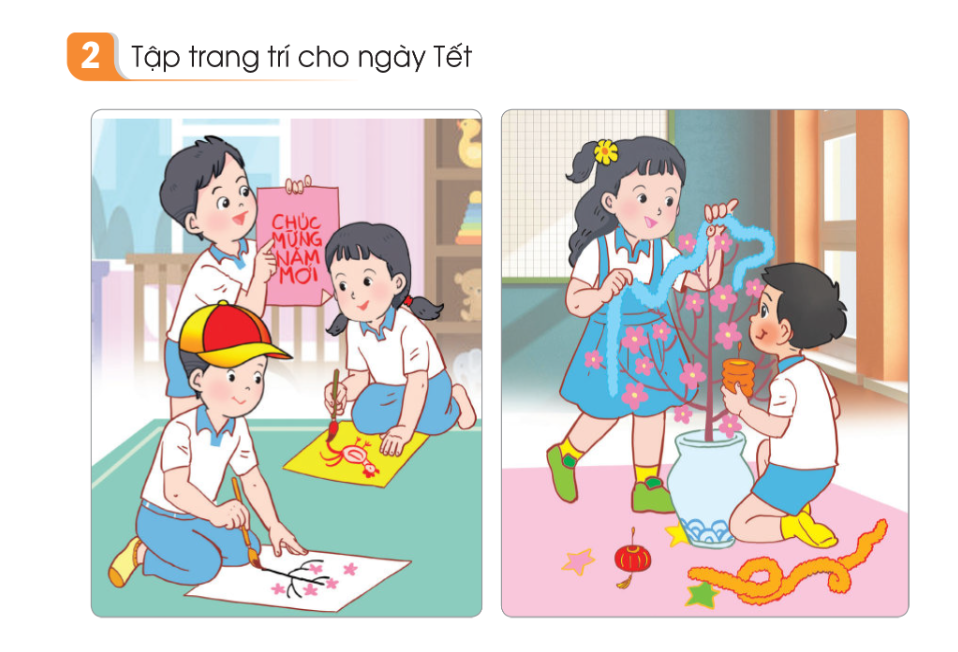 2 Tập trang trí cho ngày Tết
CHÚC
MỪNG
NĂM
MỚI